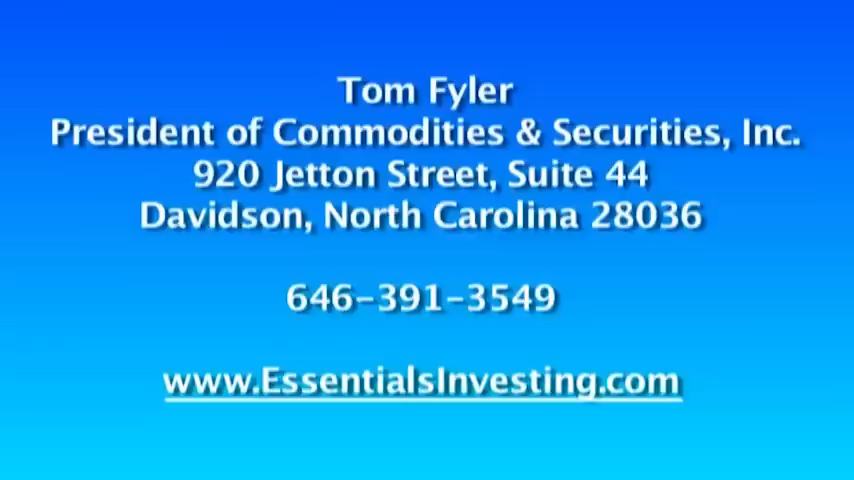 Tom Fyler
President of Commodities & Securities, Inc.
920 Jetton Street, Suite 44
Davidson, North Carolina 28036
646-391-3549
www.EssentialsInvesting.com